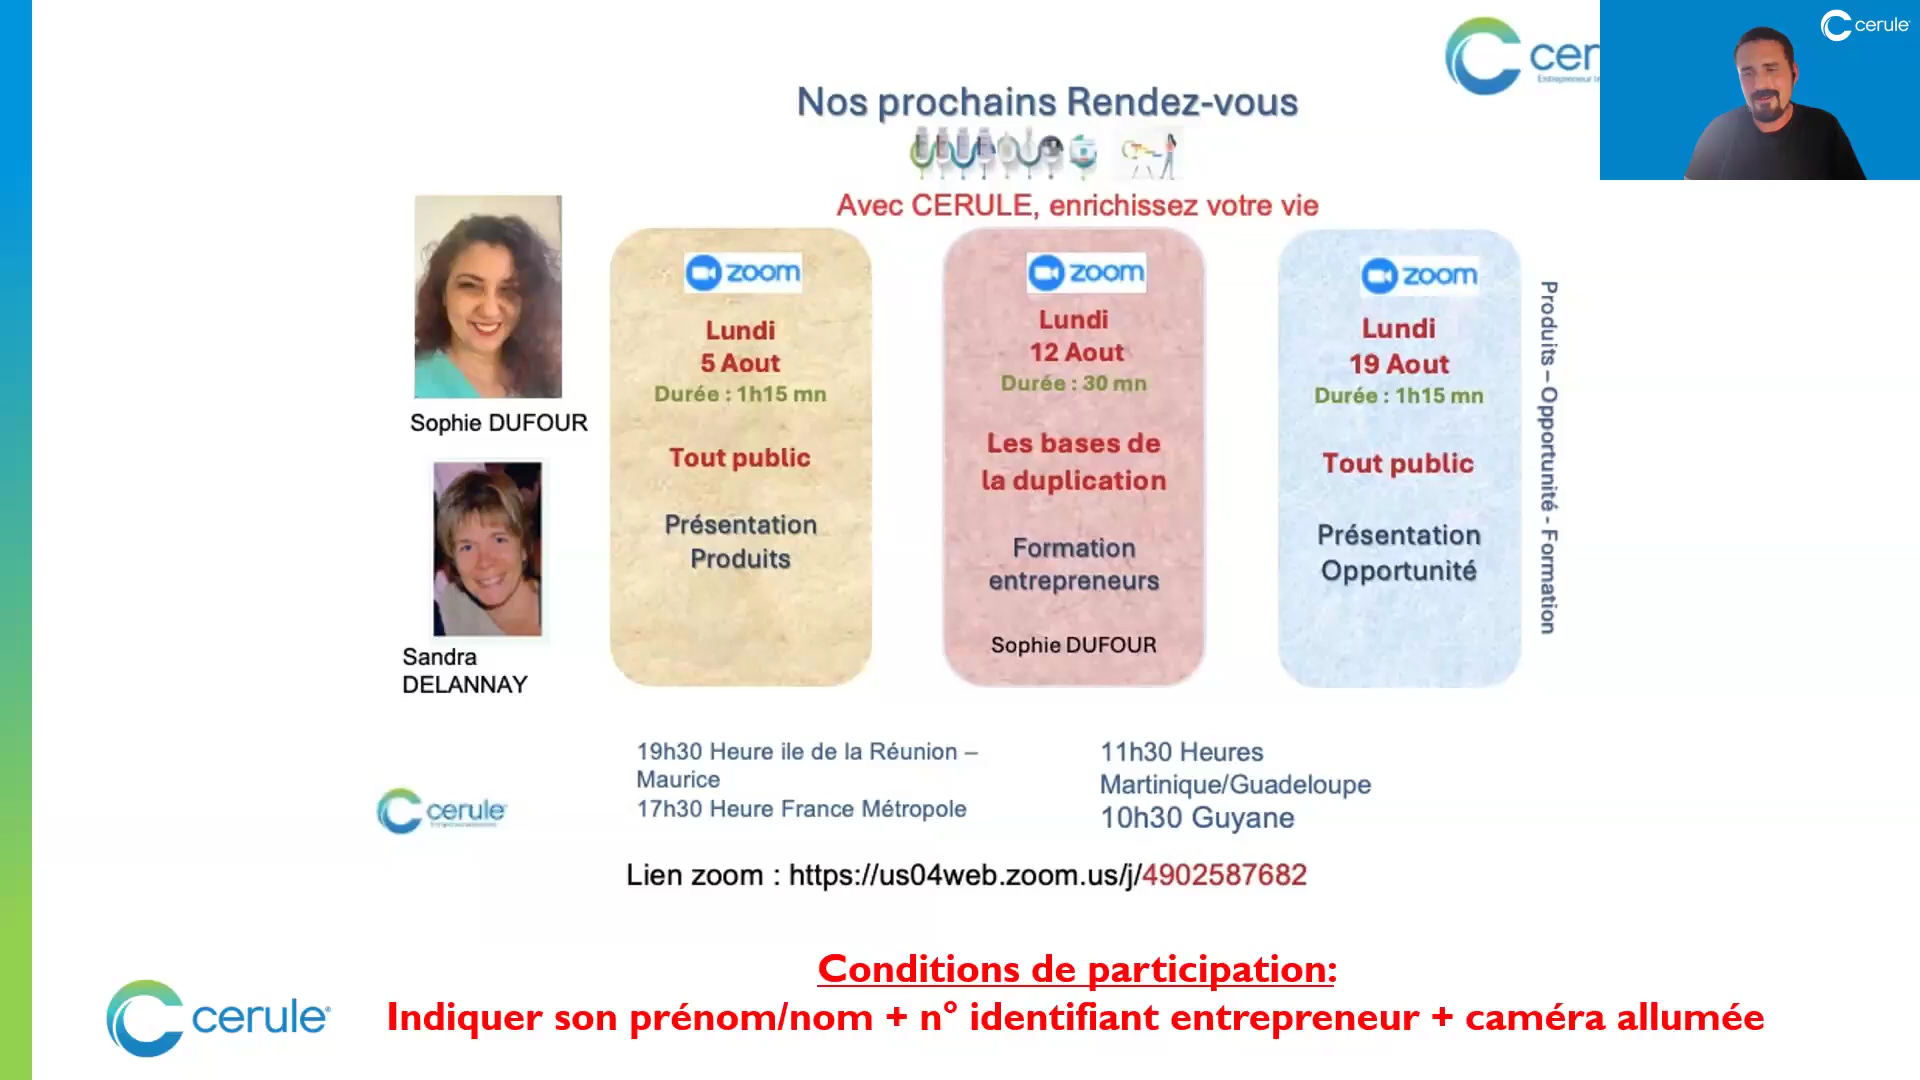 cerule
cer
Nos prochains Rendez-vous
Avec CERULE, enrichissez votre vie
Sophie DUFOUR
Sandra
DELANNAY
zoom
Lundi
5 Aout
Durée : 1h15 mn
Tout public
Présentation
Produits
zoom
Lundi
12 Aout
Durée : 30 mn
Les bases de
la duplication
Formation
entrepreneurs
Sophie DUFOUR
zoom
Lundi
19 Aout
Durée : 1h15 mn
Tout public
Présentation
Opportunité
Produits – Opportunité - Formation
19h30 Heure ile de la Réunion –
Maurice
17h30 Heure France Métropole
11h30 Heures
Martinique/Guadeloupe
10h30 Guyane
cerule
Lien zoom : https://us04web.zoom.us/j/4902587682
Conditions de participation:
Indiquer son prénom/nom + n° identifiant entrepreneur + caméra allumée
cerule